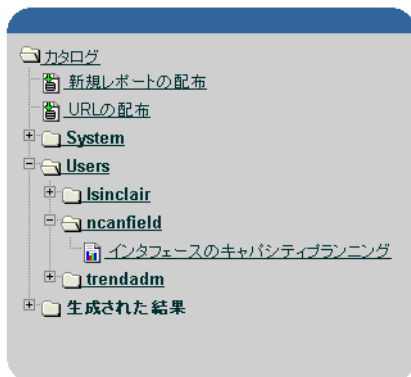 カタログ
新規レポートの配布
URLの配布
System
Users
lsinclair
ncanfield
インタフェースのキャパシティプランニング
trendadm
生成された結果